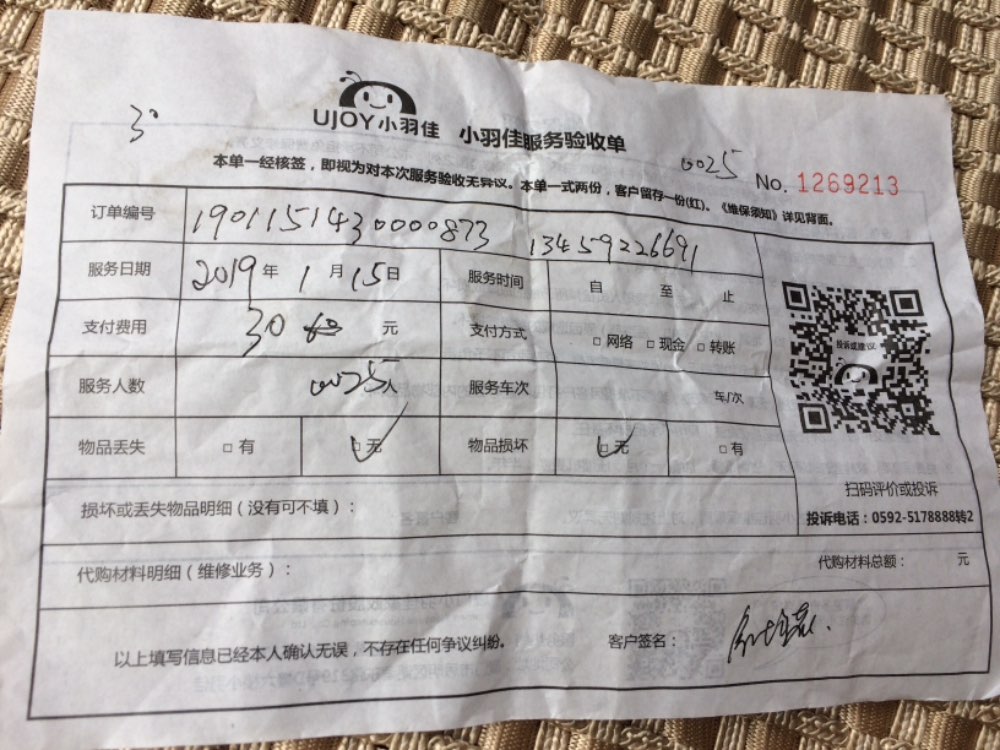 30
UJOY小羽佳 小羽佳服务验收单
0025 No. 1269213
本单一经核签，即视为对本次服务验收无异议。本单一式两份，客户留存一份(红)、《维保须知》详见背面。
订单编号 1901151430000873 13459226691
服务日期 2019年 1月 15日 服务时间 自 至 止
支付费用 30 元 支付方式 □ 网络 □ 现金 □ 转账
服务人数 0025人 服务车次 车/次
物品丢失 □ 有 □ 无 物品损坏 □ 无 □ 有
投诉或建议
扫码评价或投诉
损坏或丢失物品明细（没有可不填）：
投诉电话：0592-5178888转2
代购材料明细（维修业务）： 代购材料总额： 元
以上填写信息已经本人确认无误，不存在任何争议纠纷。 客户签名：